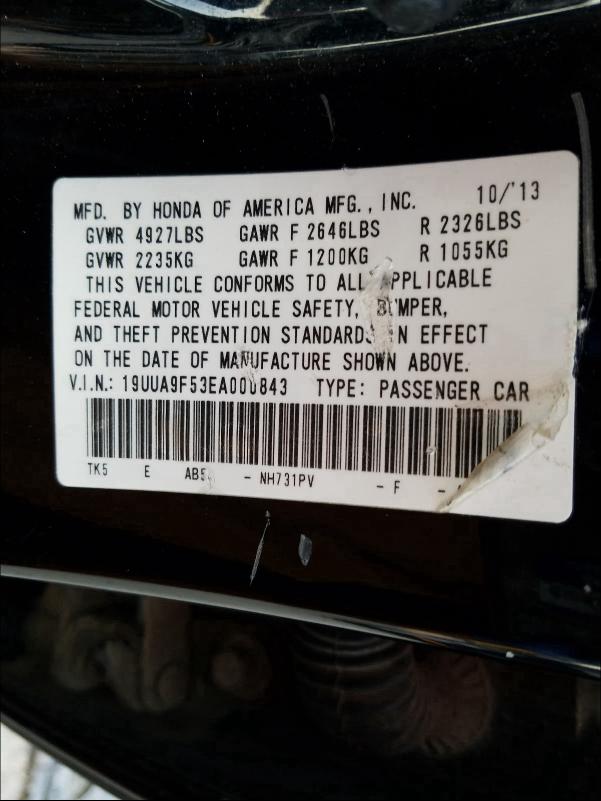 MFD. BY HONDA OF AMERICA MFG., INC. 10/'13
GVWR 4927LBS GAWR F 2646LBS R 2326LBS
GVWR 2235KG GAWR F 1200KG R 1055KG
THIS VEHICLE CONFORMS TO ALL APPLICABLE
FEDERAL MOTOR VEHICLE SAFETY, BUMPER,
AND THEFT PREVENTION STANDARDS IN EFFECT
ON THE DATE OF MANUFACTURE SHOWN ABOVE.
V.I.N.: 19UUA9F53EA000843 TYPE: PASSENGER CAR
TK5 E AB5 - NH731PV - F -